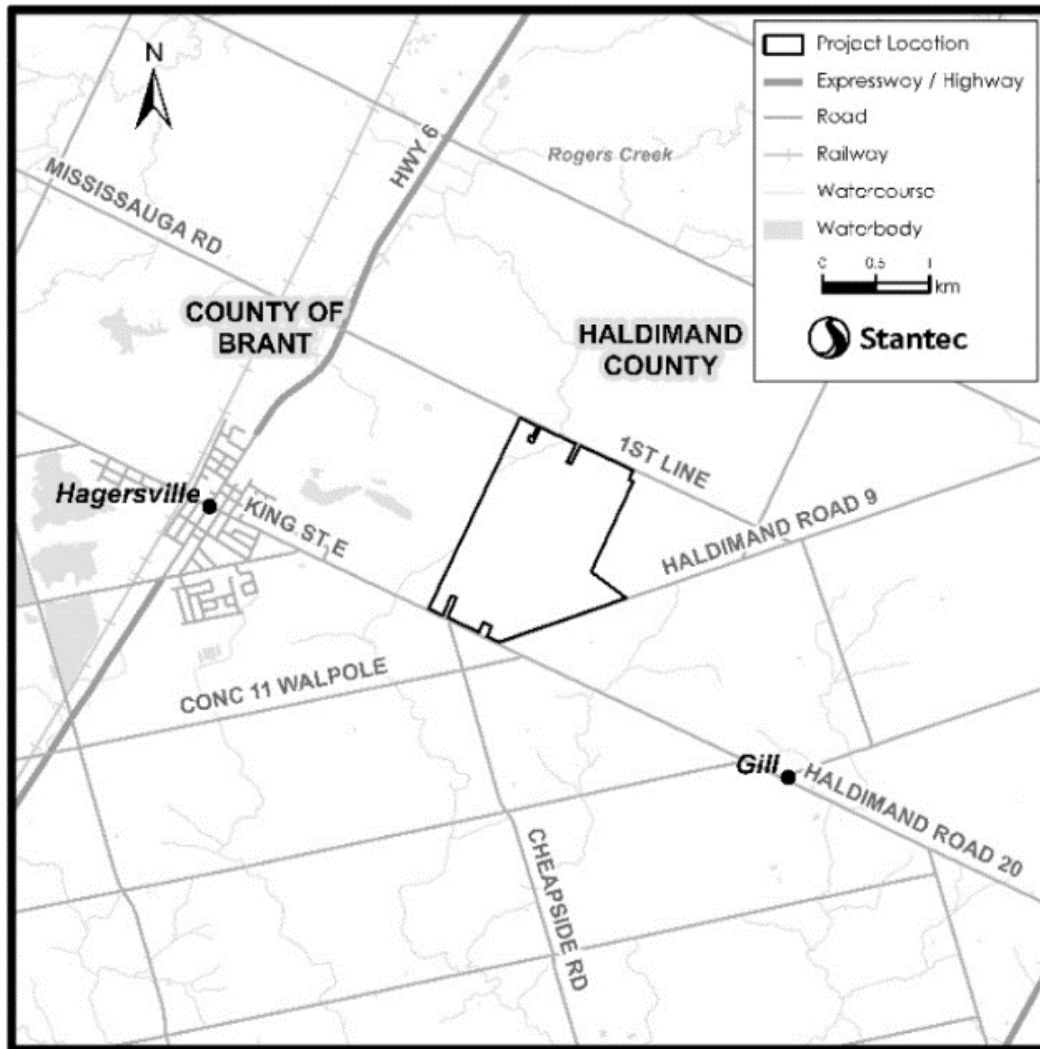 N
HWY 6
Rogers Creek
MISSISSAUGA RD
COUNTY OF
BRANT
HALDIMAND
COUNTY
1ST LINE
Hagersville
KING ST E
HALDIMAND ROAD 9
CONC 11 WALPOLE
Gill
HALDIMAND ROAD 20
CHEAPSIDE RD
Project Location
Expressway / Highway
Road
Railway
Watercourse
Waterbody
0 0.5 1
km
Stantec